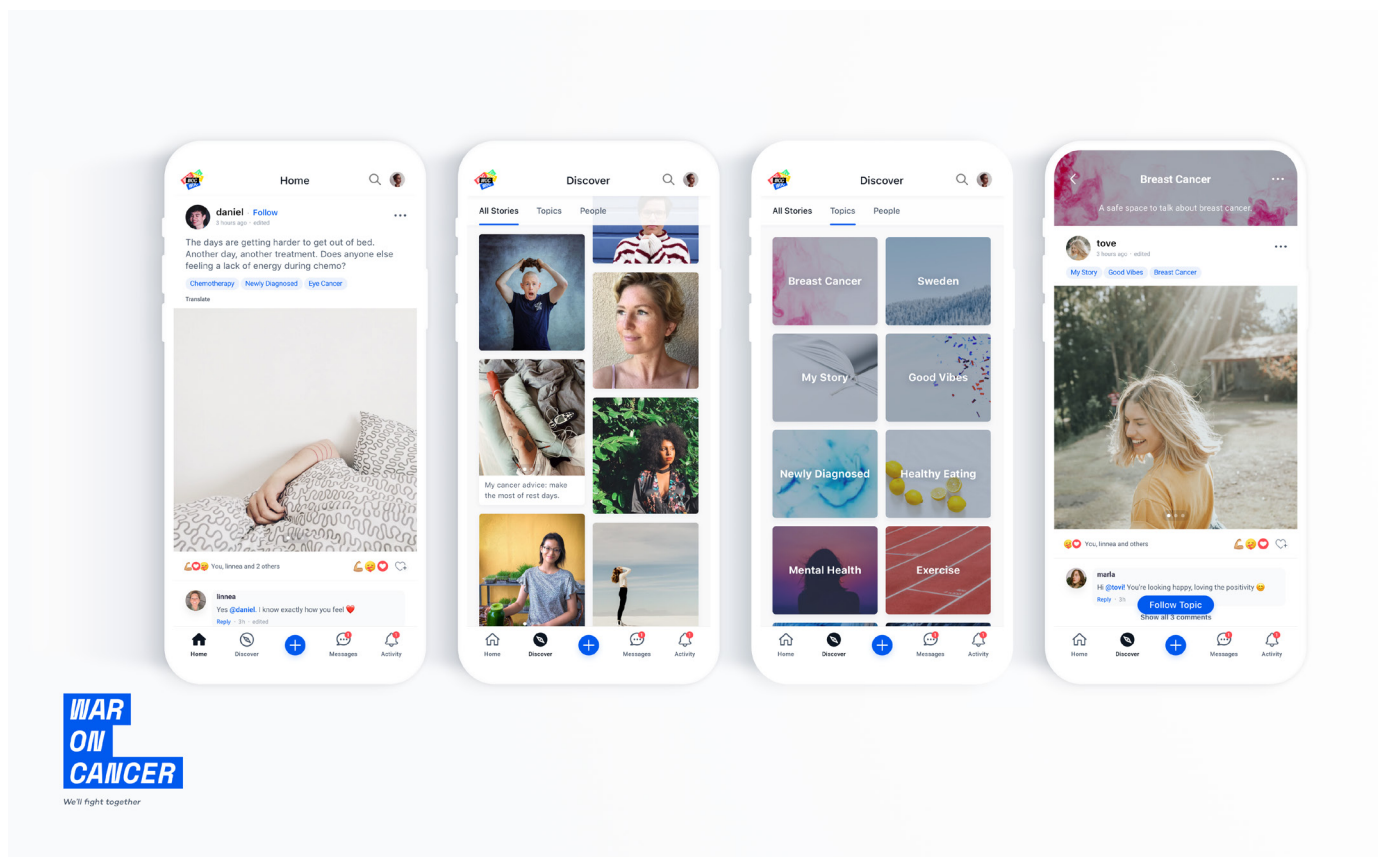 Home
daniel · Follow
3 hours ago · edited
The days are getting harder to get out of bed.
Another day, another treatment. Does anyone else
feeling a lack of energy during chemo?
Chemotherapy Newly Diagnosed Eye Cancer
Translate
You, linnea and 2 others
linnea
Yes @daniel. I know exactly how you feel ❤️
Reply · 3h · edited
Home Discover Messages Activity
Discover
All Stories Topics People
My cancer advice: make
the most of rest days.
Home Discover Messages Activity
Discover
All Stories Topics People
Breast Cancer Sweden
My Story Good Vibes
Newly Diagnosed Healthy Eating
Mental Health Exercise
Home Discover Messages Activity
Breast Cancer
A safe space to talk about breast cancer.
tove
3 hours ago · edited
My Story Good Vibes Breast Cancer
You, linnea and others
marla
Hi @tovi! You're looking happy, loving the positivity 😊
Reply · 3h
Follow Topic
Show all 3 comments
Home Discover Messages Activity
WAR
ON
CANCER
We'll fight together